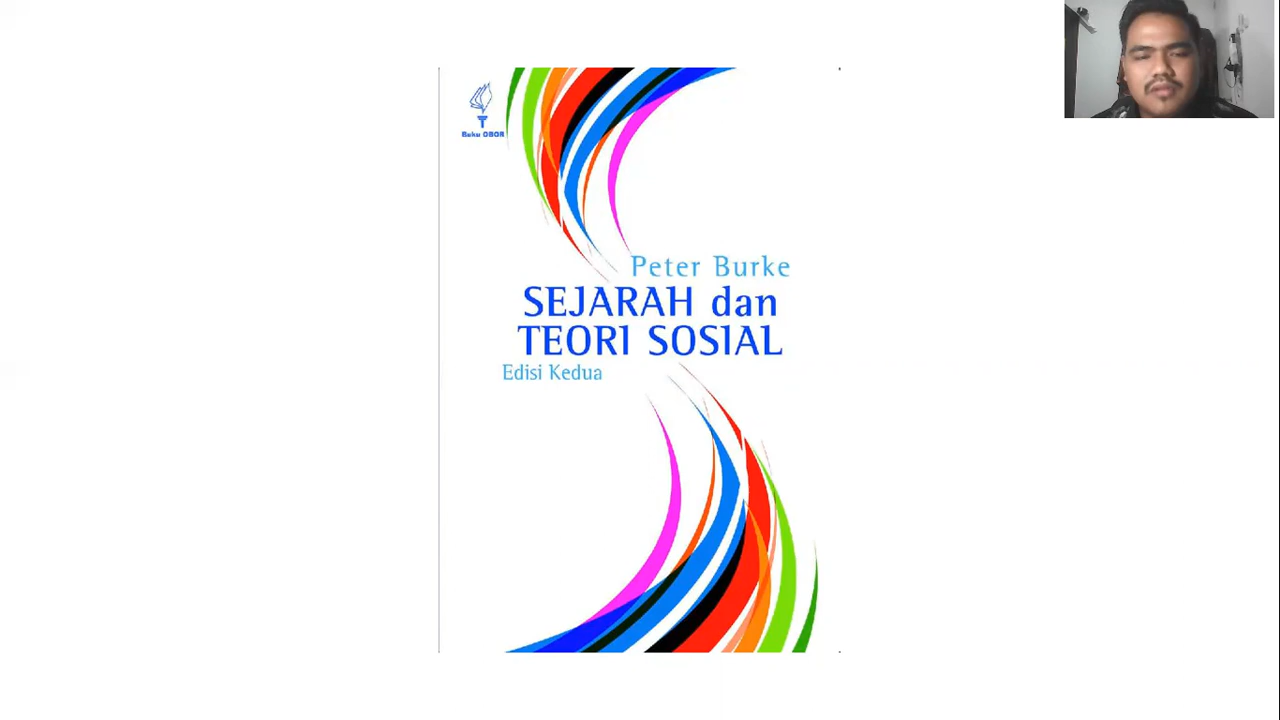 Buku OBOR
Peter Burke
SEJARAH dan
TEORI SOSIAL
Edisi Kedua